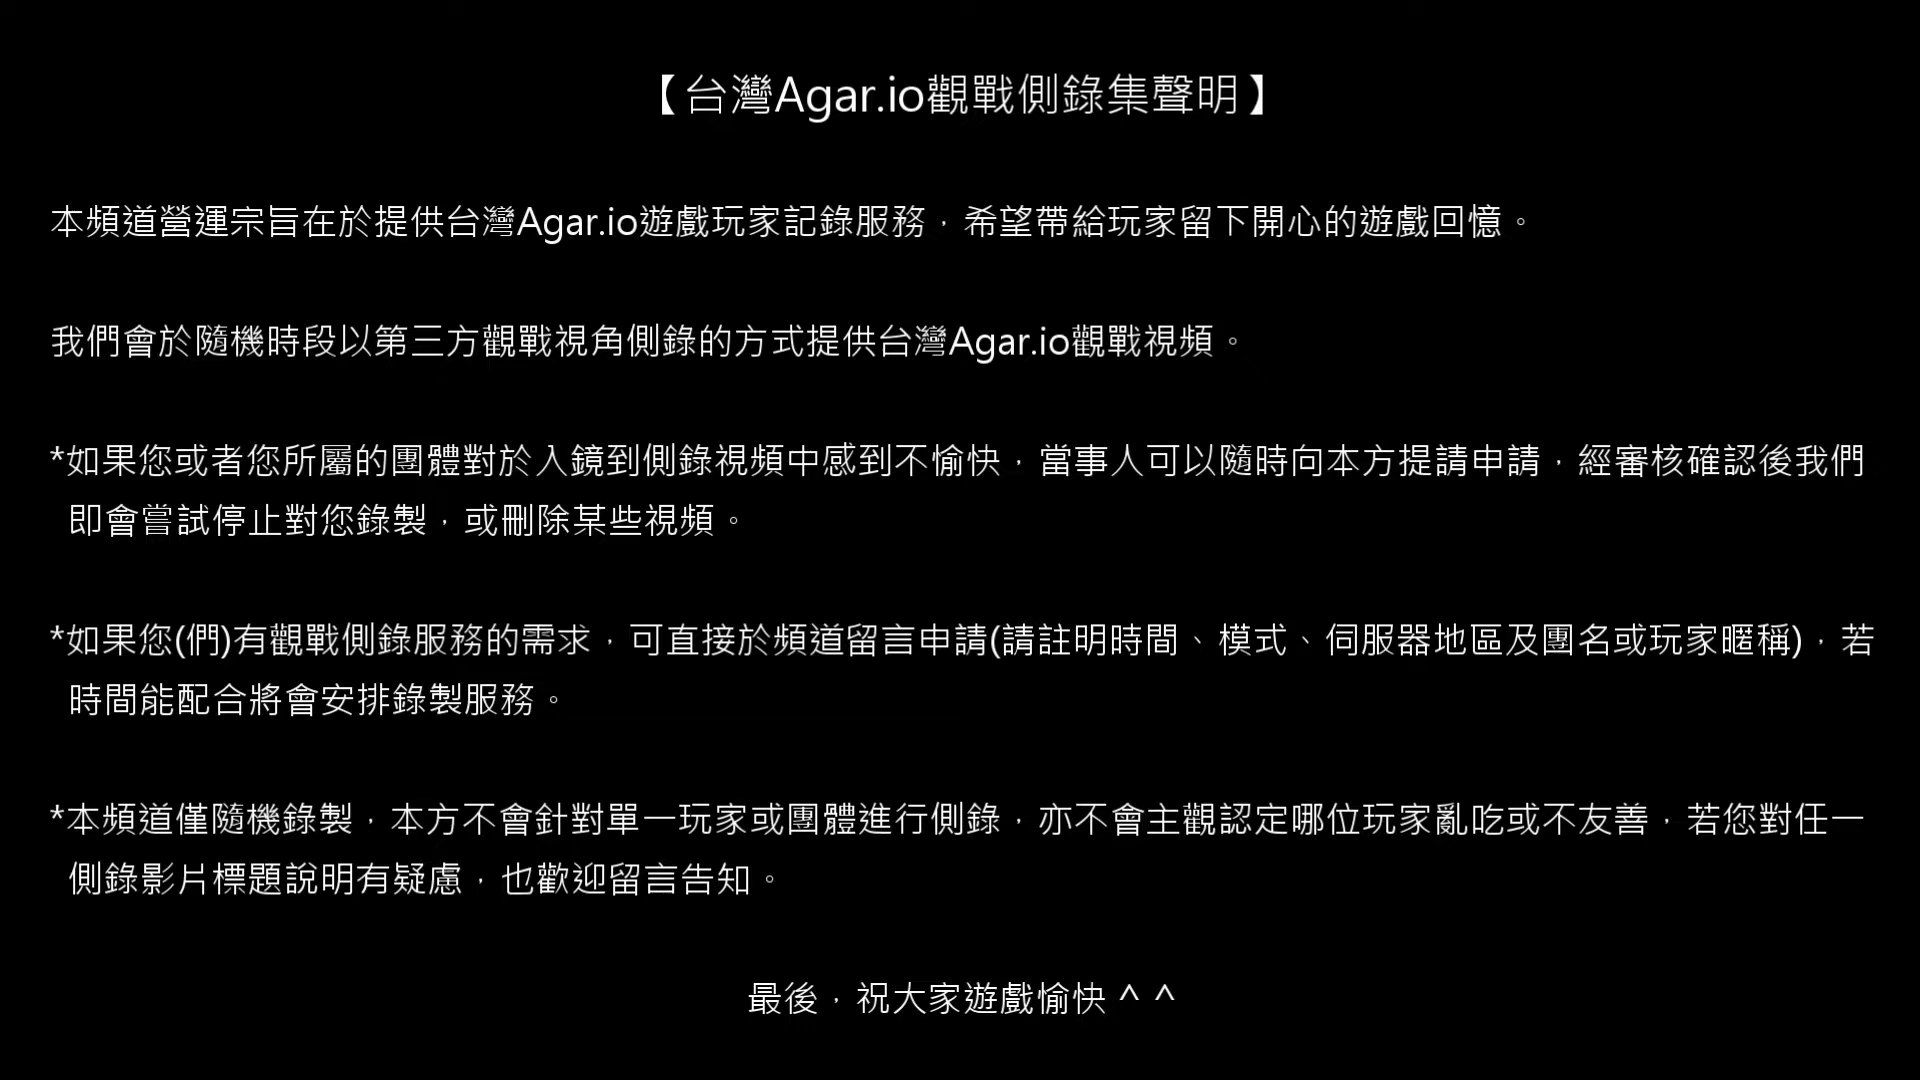 【台灣Agar.io觀戰側錄集聲明】
本頻道營運宗旨在於提供台灣Agar.io遊戲玩家記錄服務，希望帶給玩家留下開心的遊戲回憶。
我們會於隨機時段以第三方觀戰視角側錄的方式提供台灣Agar.io觀戰視頻。
*如果您或者您所屬的團體對於入鏡到側錄視頻中感到不愉快，當事人可以隨時向本方提請申請，經審核確認後我們
即會嘗試停止對您錄製，或刪除某些視頻。
*如果您(們)有觀戰側錄服務的需求，可直接於頻道留言申請(請註明時間、模式、伺服器地區及團名或玩家暱稱)，若
時間能配合將會安排錄製服務。
*本頻道僅隨機錄製，本方不會針對單一玩家或團體進行側錄，亦不會主觀認定哪位玩家亂吃或不友善，若您對任一
側錄影片標題說明有疑慮，也歡迎留言告知。
最後，祝大家遊戲愉快 ^ ^